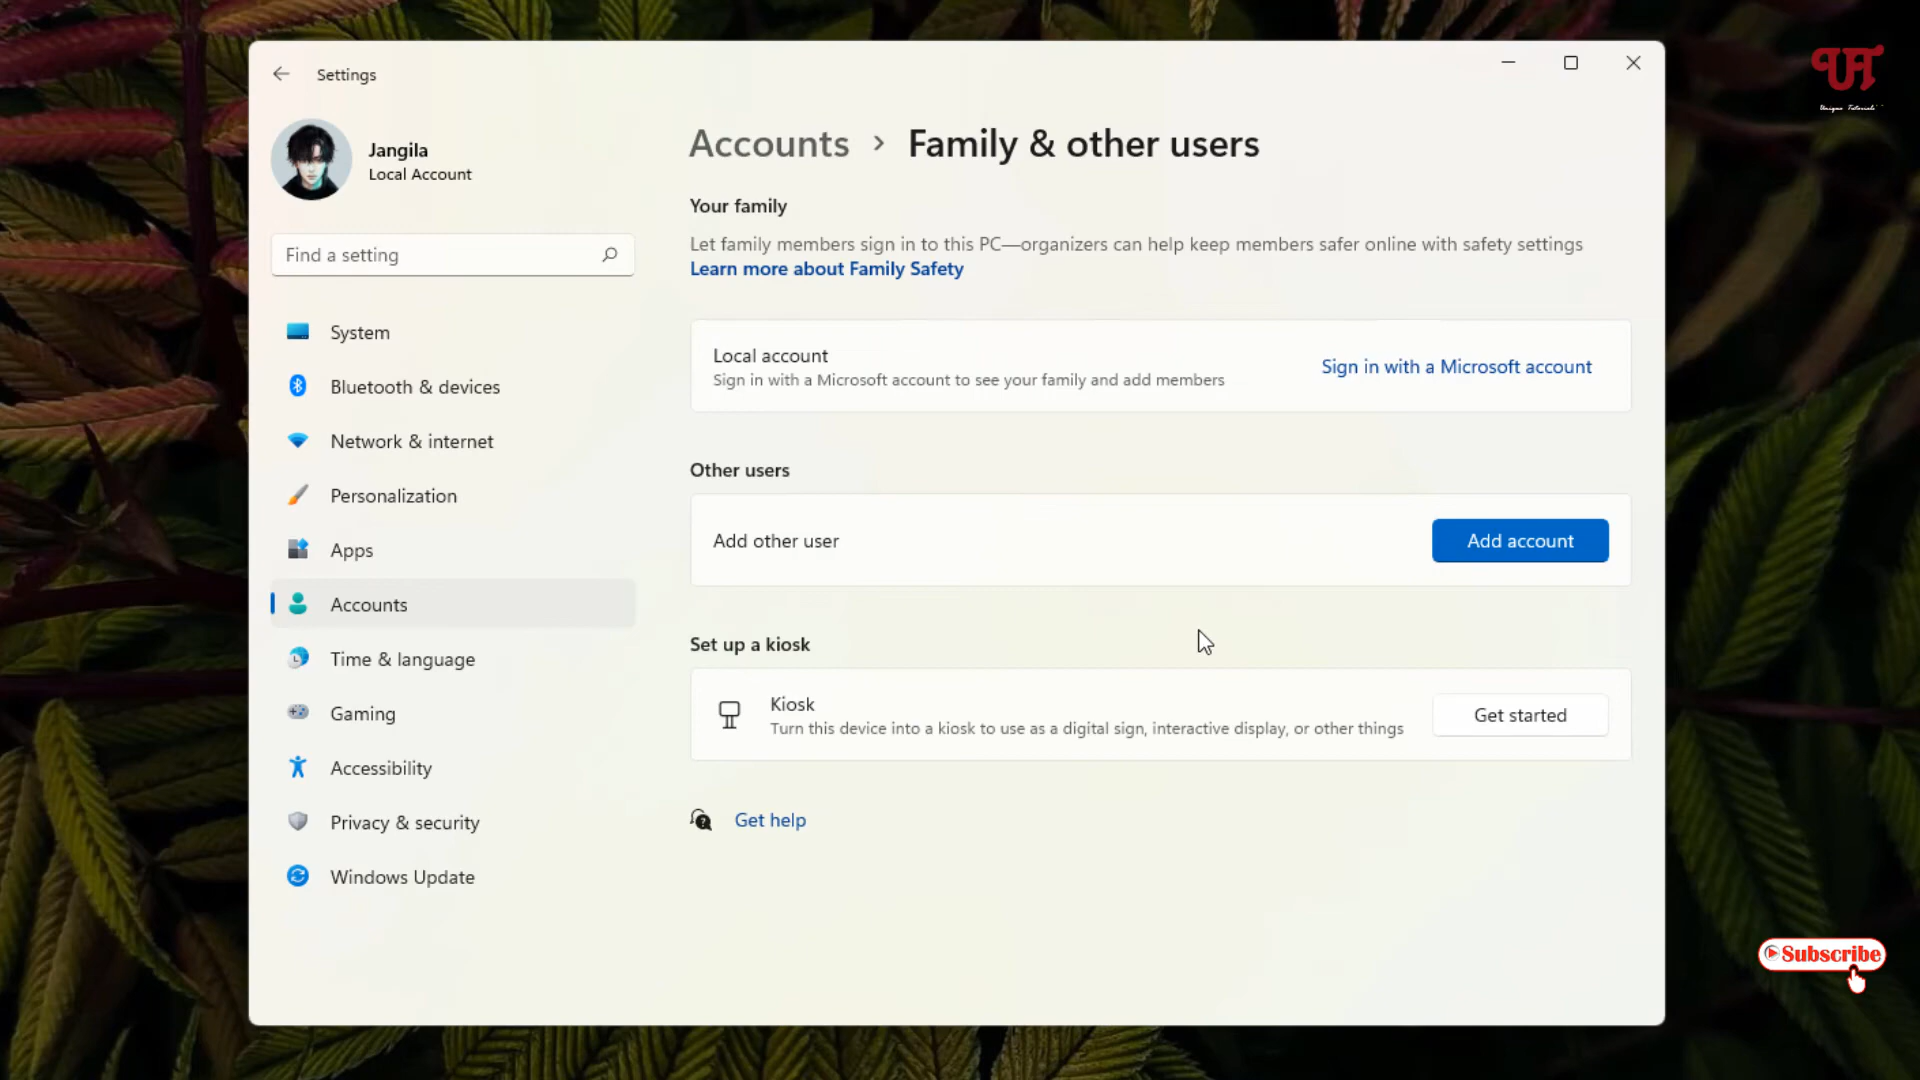 Settings
UT
Unique Tutorials
Jangila
Local Account
Find a setting
System
Bluetooth & devices
Network & internet
Personalization
Apps
Accounts
Time & language
Gaming
Accessibility
Privacy & security
Windows Update
Accounts > Family & other users
Your family
Let family members sign in to this PC—organizers can help keep members safer online with safety settings
Learn more about Family Safety
Local account
Sign in with a Microsoft account to see your family and add members
Sign in with a Microsoft account
Other users
Add other user
Add account
Set up a kiosk
Kiosk
Turn this device into a kiosk to use as a digital sign, interactive display, or other things
Get started
Get help
Subscribe